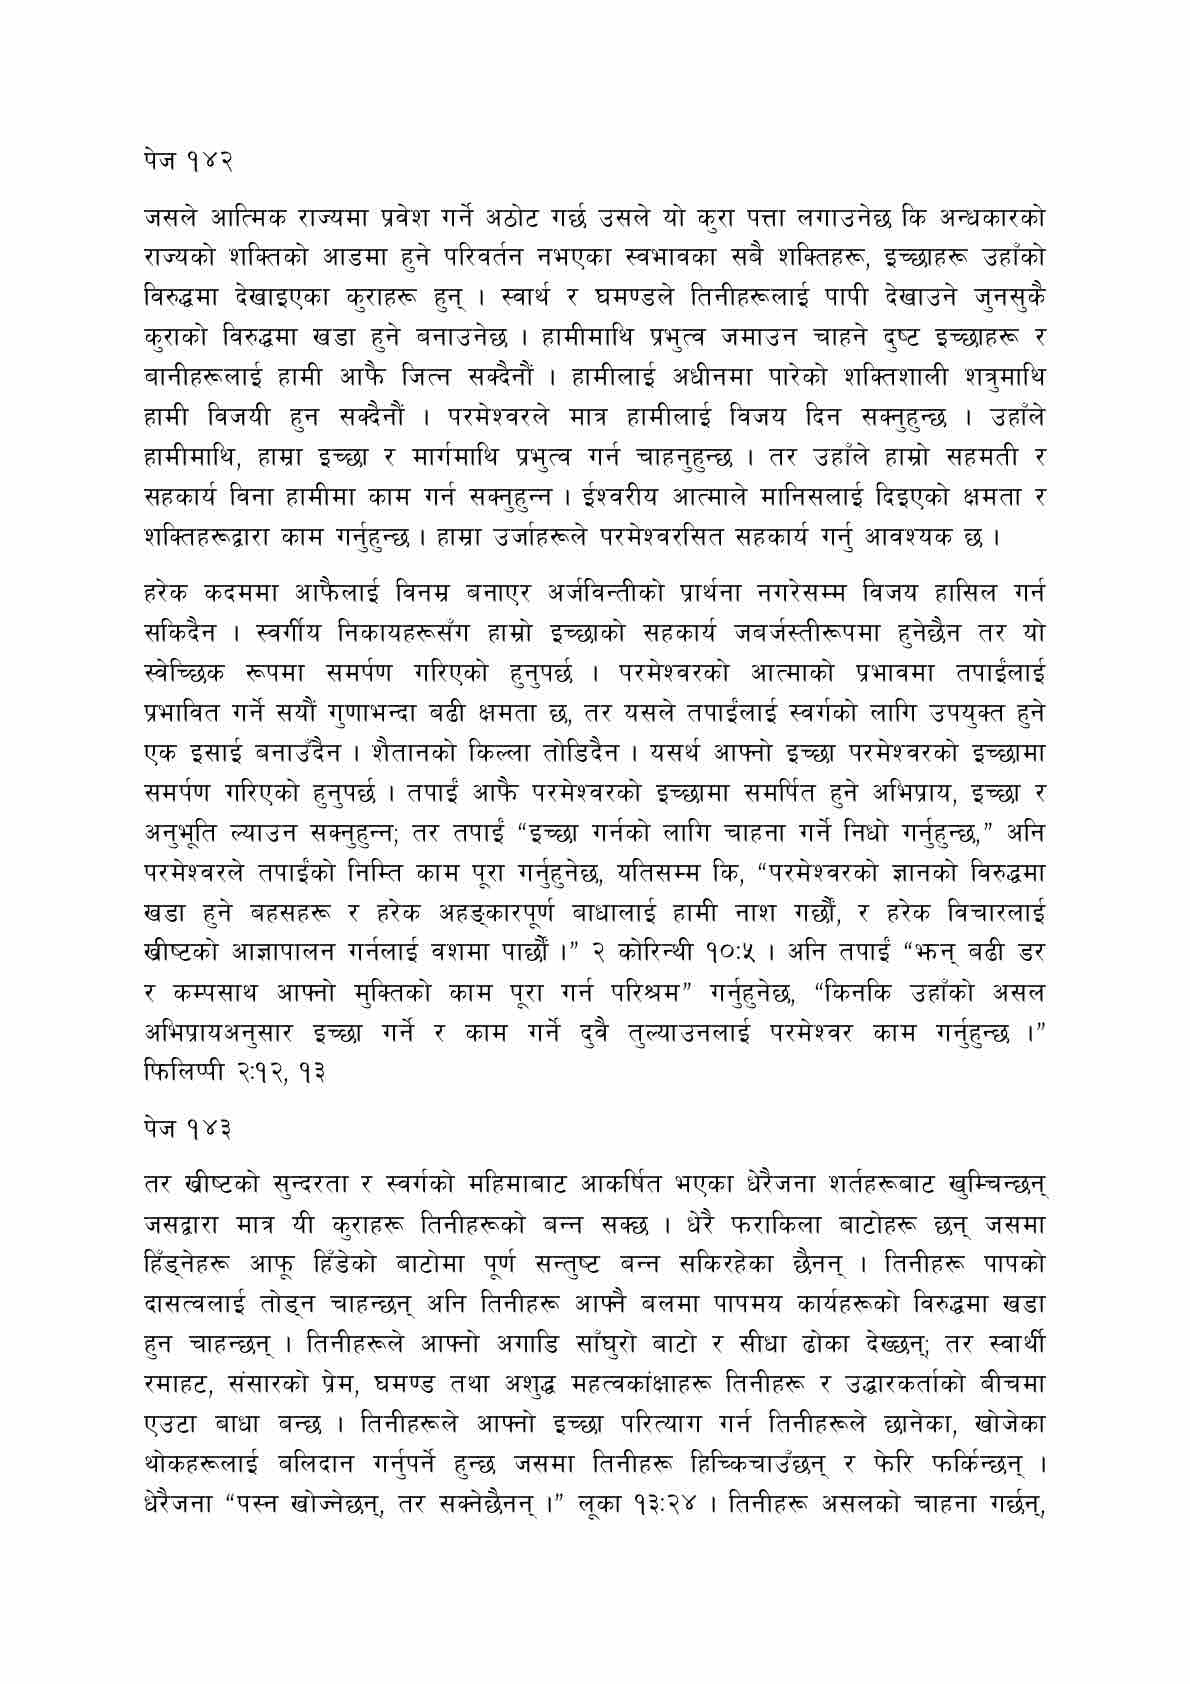 पेज १४२
जसले आत्मिक राज्यमा प्रवेश गर्ने अठोट गर्छ उसले यो कुरा पत्ता लगाउनेछ कि अन्धकारको
राज्यको शक्तिको आडमा हुने परिवर्तन नभएका स्वभावका सबै शक्तिहरू, इच्छाहरू उहाँको
विरुद्धमा देखाइएका कुराहरू हुन् । स्वार्थ र घमण्डले तिनीहरूलाई पापी देखाउने जुनसुकै
कुराको विरुद्धमा खडा हुने बनाउनेछ । हामीमाथि प्रभुत्व जमाउन चाहने दुष्ट इच्छाहरू र
बानीहरूलाई हामी आफै जित्न सक्दैनौं । हामीलाई अधीनमा पारेको शक्तिशाली शत्रुमाथि
हामी विजयी हुन सक्दैनौं । परमेश्वरले मात्र हामीलाई विजय दिन सक्नुहुन्छ । उहाँले
हामीमाथि, हाम्रा इच्छा र मार्गमाथि प्रभुत्व गर्न चाहनुहुन्छ । तर उहाँले हाम्रो सहमती र
सहकार्य विना हामीमा काम गर्न सक्नुहुन्न । ईश्वरीय आत्माले मानिसलाई दिइएको क्षमता र
शक्तिहरूद्वारा काम गर्नुहुन्छ । हाम्रा उर्जाहरूले परमेश्वरसित सहकार्य गर्नु आवश्यक छ ।
हरेक कदममा आफैलाई विनम्र बनाएर अर्जविन्तीको प्रार्थना नगरेसम्म विजय हासिल गर्न
सकिदैन । स्वर्गीय निकायहरूसँग हाम्रो इच्छाको सहकार्य जबर्जस्तीरूपमा हुनेछैन तर यो
स्वेच्छिक रूपमा समर्पण गरिएको हुनुपर्छ । परमेश्वरको आत्माको प्रभावमा तपाईंलाई
प्रभावित गर्ने सयौं गुणाभन्दा बढी क्षमता छ, तर यसले तपाईंलाई स्वर्गको लागि उपयुक्त हुने
एक इसाई बनाउँदैन । शैतानको किल्ला तोडिदैन । यसर्थ आफ्नो इच्छा परमेश्वरको इच्छामा
समर्पण गरिएको हुनुपर्छ । तपाईं आफै परमेश्वरको इच्छामा समर्पित हुने अभिप्राय, इच्छा र
अनुभूति ल्याउन सक्नुहुन्न; तर तपाईं “इच्छा गर्नको लागि चाहना गर्ने निधो गर्नुहुन्छ,” अनि
परमेश्वरले तपाईंको निम्ति काम पूरा गर्नुहुनेछ, यतिसम्म कि, “परमेश्वरको ज्ञानको विरुद्धमा
खडा हुने बहसहरू र हरेक अहङ्कारपूर्ण बाधालाई हामी नाश गर्छौं, र हरेक विचारलाई
ख्रीष्टको आज्ञापालन गर्नलाई वशमा पार्छौं ।” २ कोरिन्थी १०:५ । अनि तपाईं “झन् बढी डर
र कम्पसाथ आफ्नो मुक्तिको काम पूरा गर्न परिश्रम” गर्नुहुनेछ, “किनकि उहाँको असल
अभिप्रायअनुसार इच्छा गर्ने र काम गर्ने दुवै तुल्याउनलाई परमेश्वर काम गर्नुहुन्छ ।”
फिलिप्पी २:१२, १३
पेज १४३
तर ख्रीष्टको सुन्दरता र स्वर्गको महिमाबाट आकर्षित भएका धेरैजना शर्तहरूबाट खुम्चिन्छन्
जसद्वारा मात्र यी कुराहरू तिनीहरूको बन्न सक्छ । धेरै फराकिला बाटोहरू छन् जसमा
हिँड्नेहरू आफू हिँडेको बाटोमा पूर्ण सन्तुष्ट बन्न सकिरहेका छैनन् । तिनीहरू पापको
दासत्वलाई तोड्न चाहन्छन् अनि तिनीहरू आफ्नै बलमा पापमय कार्यहरूको विरुद्धमा खडा
हुन चाहन्छन् । तिनीहरूले आफ्नो अगाडि साँघुरो बाटो र सीधा ढोका देख्छन्; तर स्वार्थी
रमाहट, संसारको प्रेम, घमण्ड तथा अशुद्ध महत्वकांक्षाहरू तिनीहरू र उद्धारकर्ताको बीचमा
एउटा बाधा बन्छ । तिनीहरूले आफ्नो इच्छा परित्याग गर्न तिनीहरूले छानेका, खोजेका
थोकहरूलाई बलिदान गर्नुपर्ने हुन्छ जसमा तिनीहरू हिच्किचाउँछन् र फेरि फर्किन्छन् ।
धेरैजना “पस्न खोज्नेछन्, तर सक्नेछैनन् ।” लूका १३:२४ । तिनीहरू असलको चाहना गर्छन्,